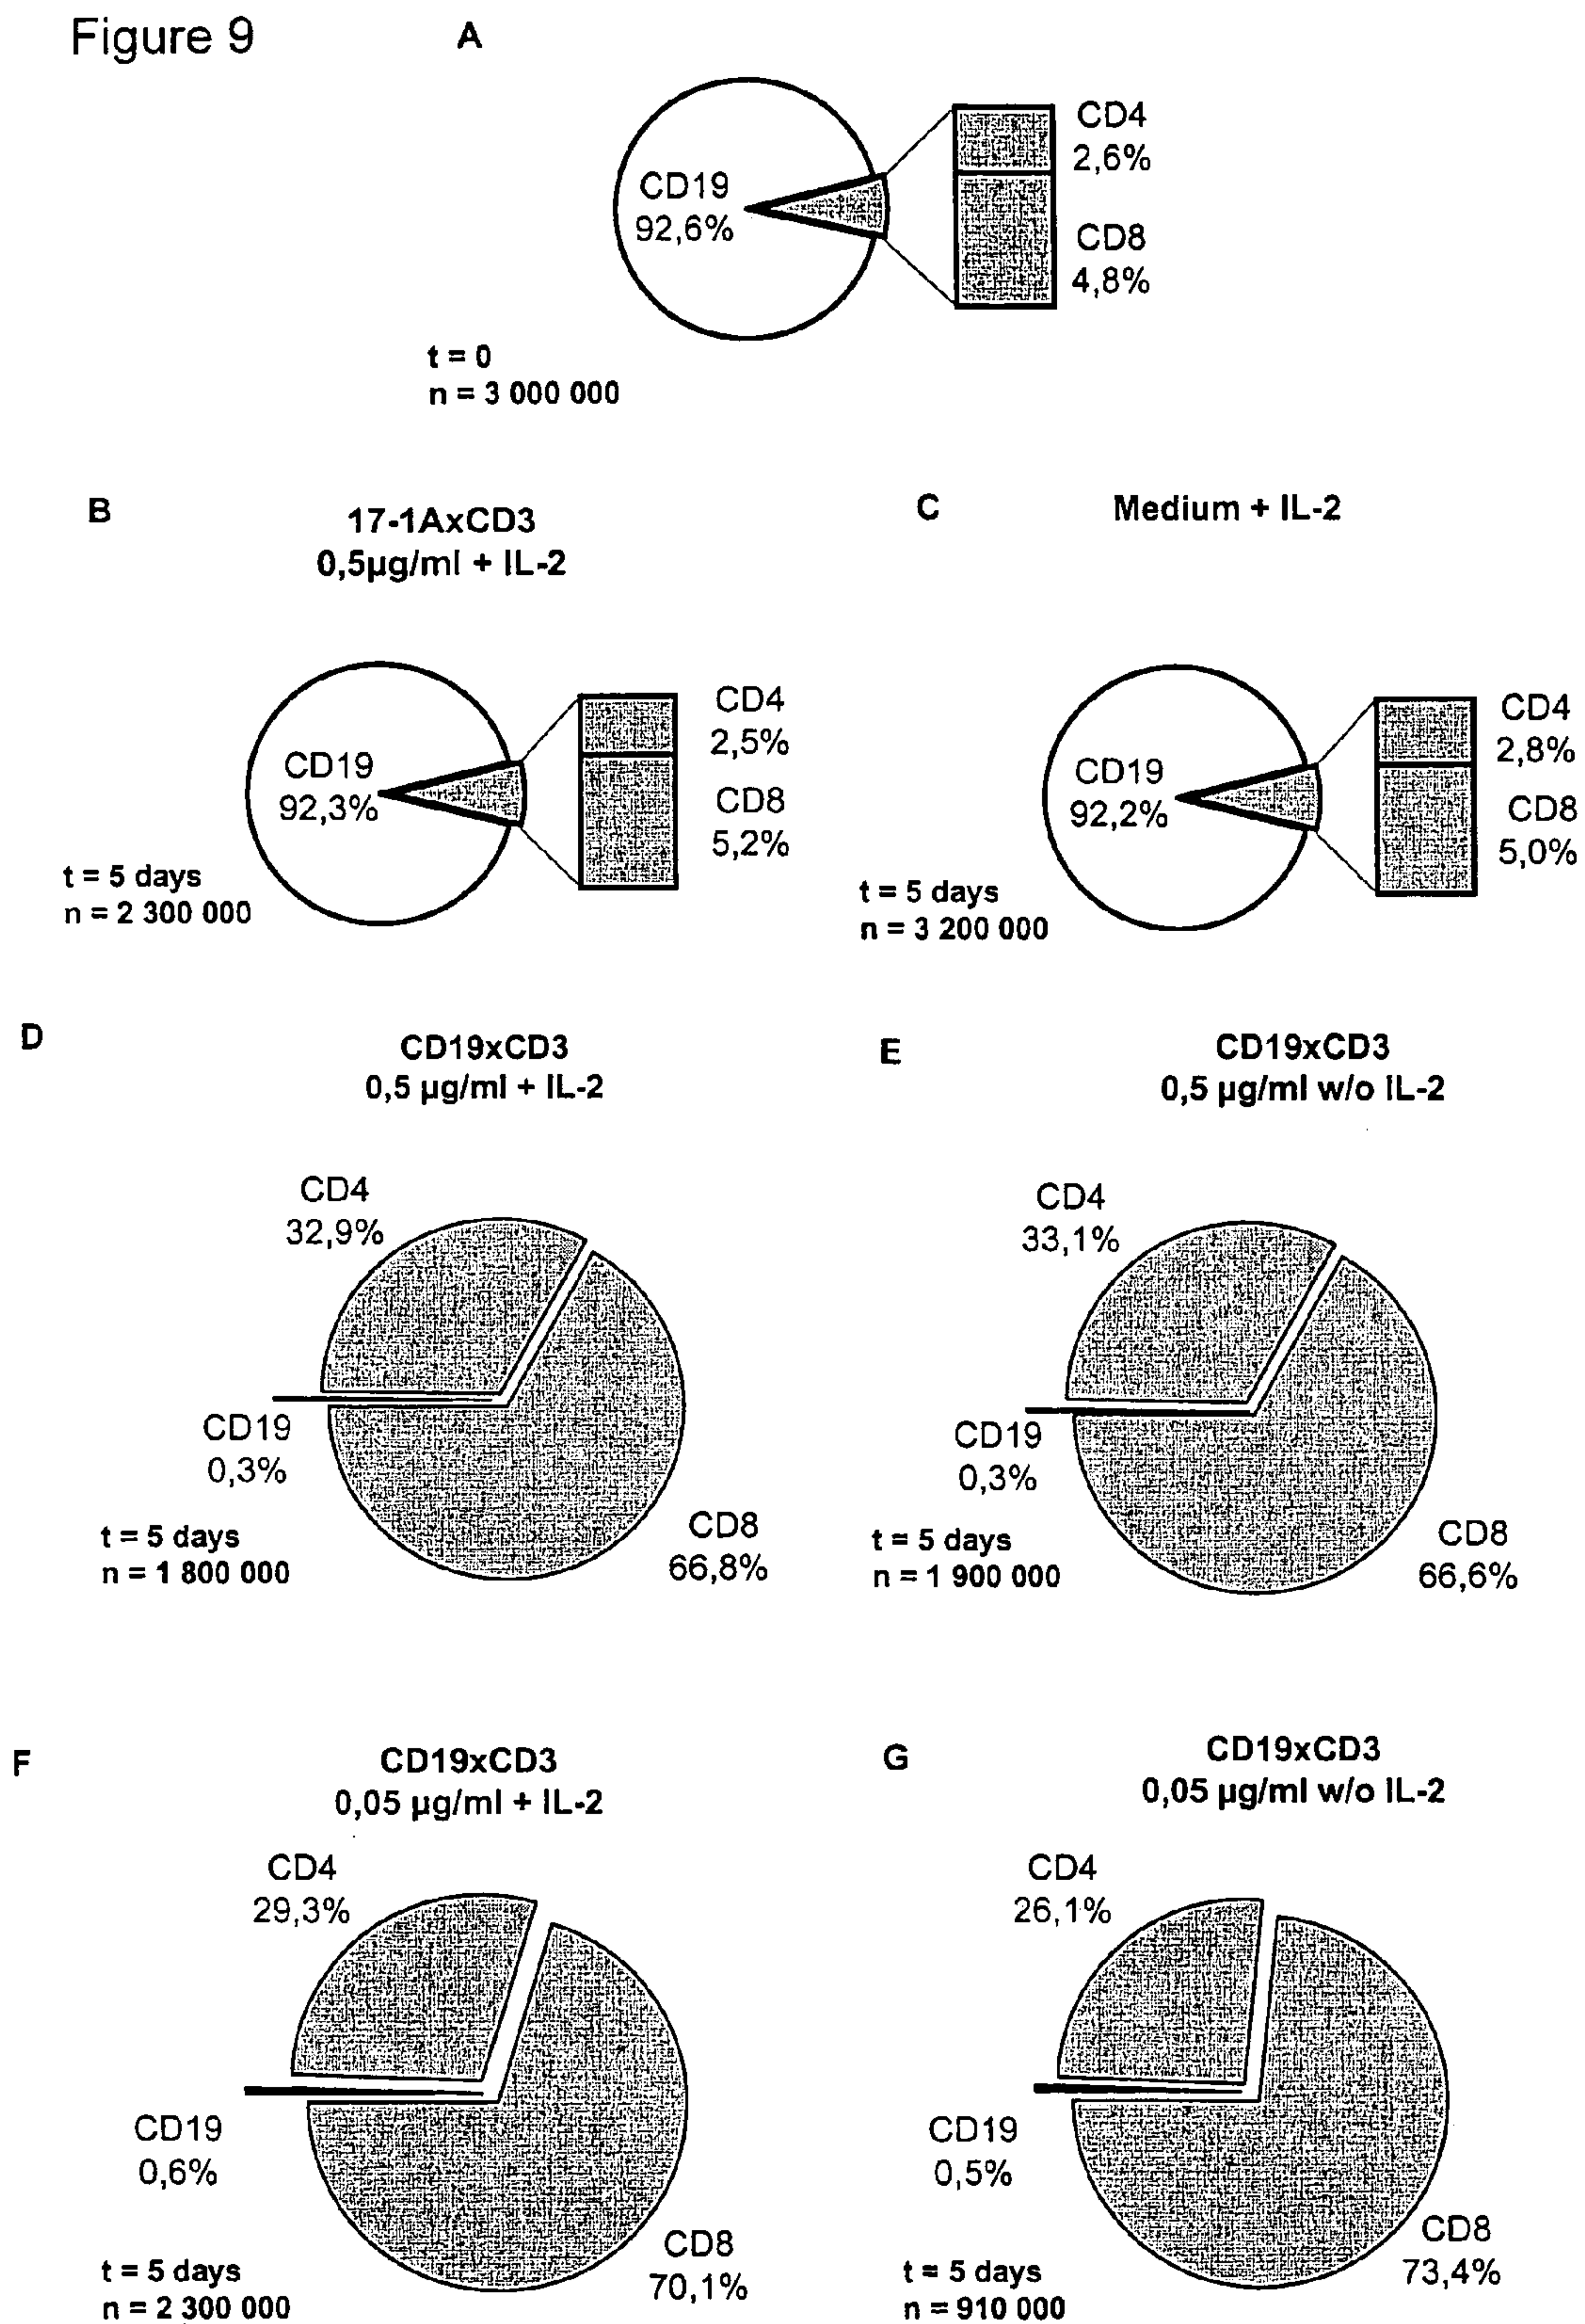 Figure 9
A
CD19
92,6%
CD4
2,6%
CD8
4,8%
t = 0
n = 3 000 000
B
17-1AxCD3
0,5µg/ml + IL-2
CD19
92,3%
CD4
2,5%
CD8
5,2%
t = 5 days
n = 2 300 000
C
Medium + IL-2
CD19
92,2%
CD4
2,8%
CD8
5,0%
t = 5 days
n = 3 200 000
D
CD19xCD3
0,5 µg/ml + IL-2
CD4
32,9%
CD19
0,3%
CD8
66,8%
t = 5 days
n = 1 800 000
E
CD19xCD3
0,5 µg/ml w/o IL-2
CD4
33,1%
CD19
0,3%
CD8
66,6%
t = 5 days
n = 1 900 000
F
CD19xCD3
0,05 µg/ml + IL-2
CD4
29,3%
CD19
0,6%
CD8
70,1%
t = 5 days
n = 2 300 000
G
CD19xCD3
0,05 µg/ml w/o IL-2
CD4
26,1%
CD19
0,5%
CD8
73,4%
t = 5 days
n = 910 000